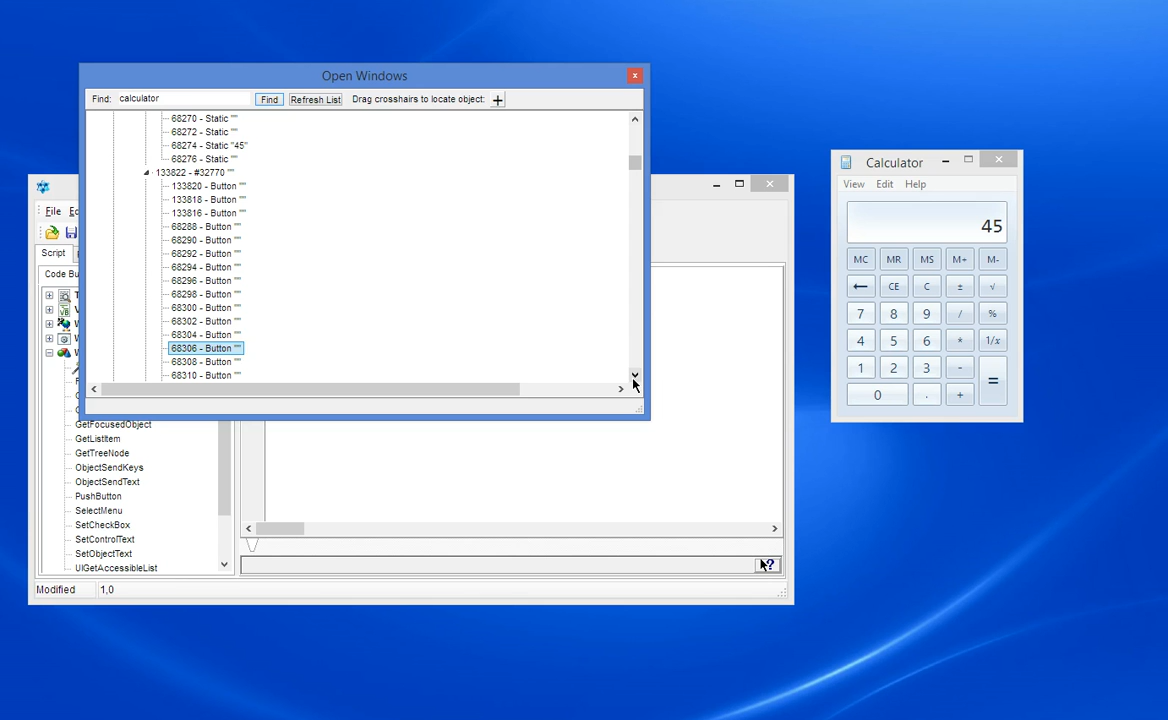 Open Windows
x
Find: calculator Find Refresh List Drag crosshairs to locate object: +
68270 - Static ""
68272 - Static ""
68274 - Static "45"
68276 - Static ""
133822 - #32770 ""
133820 - Button ""
133818 - Button ""
133816 - Button ""
68288 - Button ""
68290 - Button ""
68292 - Button ""
68294 - Button ""
68296 - Button ""
68298 - Button ""
68300 - Button ""
68302 - Button ""
68304 - Button ""
68306 - Button ""
68308 - Button ""
68310 - Button ""
File
Script
Code Bu
GetFocusedObject
GetListItem
GetTreeNode
ObjectSendKeys
ObjectSendText
PushButton
SelectMenu
SetCheckBox
SetControlText
SetObjectText
UIGetAccessibleList
Modified 1,0
Calculator
View Edit Help
45
MC MR MS M+ M-
← CE C ± √
7 8 9 / %
4 5 6 * 1/x
1 2 3 - =
0 . +